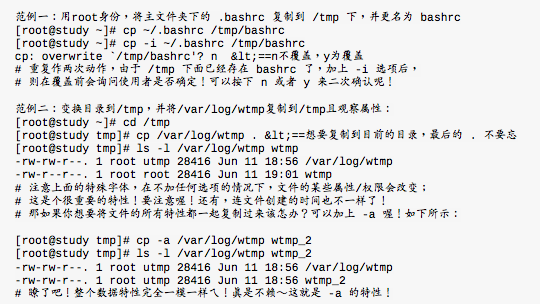 范例一：用root身份，将主文件夹下的 .bashrc 复制到 /tmp 下，并更名为 bashrc
[root@study ~]# cp ~/.bashrc /tmp/bashrc
[root@study ~]# cp -i ~/.bashrc /tmp/bashrc
cp: overwrite `/tmp/bashrc'? n  &lt;==n不覆盖，y为覆盖
# 重复作两次动作，由于 /tmp 下面已经存在 bashrc 了，加上 -i 选项后，
# 则在覆盖前会询问使用者是否确定！可以按下 n 或者 y 来二次确认呢！
范例二：变换目录到/tmp，并将/var/log/wtmp复制到/tmp且观察属性：
[root@study ~]# cd /tmp
[root@study tmp]# cp /var/log/wtmp . &lt;==想要复制到目前的目录，最后的 . 不要忘
[root@study tmp]# ls -l /var/log/wtmp wtmp
-rw-rw-r--. 1 root utmp 28416 Jun 11 18:56 /var/log/wtmp
-rw-r--r--. 1 root root 28416 Jun 11 19:01 wtmp
# 注意上面的特殊字体，在不加任何选项的情况下，文件的某些属性/权限会改变；
# 这是个很重要的特性！要注意喔！还有，连文件创建的时间也不一样了！
# 那如果你想要将文件的所有特性都一起复制过来该怎办？可以加上 -a 喔！如下所示：
[root@study tmp]# cp -a /var/log/wtmp wtmp_2
[root@study tmp]# ls -l /var/log/wtmp wtmp_2
-rw-rw-r--. 1 root utmp 28416 Jun 11 18:56 /var/log/wtmp
-rw-rw-r--. 1 root utmp 28416 Jun 11 18:56 wtmp_2
# 瞭了吧！整个数据特性完全一模一样ㄟ！真是不赖～这就是 -a 的特性！